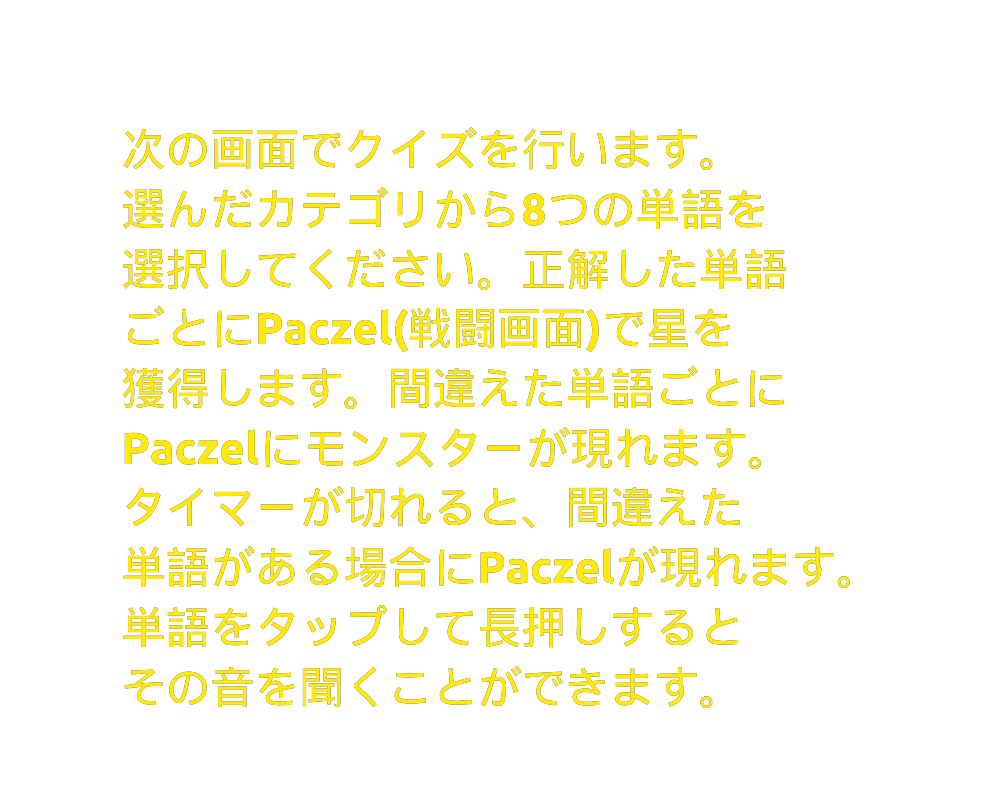 次の画面でクイズを行います。
選んだカテゴリから8つの単語を
選択してください。正解した単語
ごとにPaczel(戦闘画面)で星を
獲得します。間違えた単語ごとに
Paczelにモンスターが現れます。
タイマーが切れると、間違えた
単語がある場合にPaczelが現れます。
単語をタップして長押しすると
その音を聞くことができます。